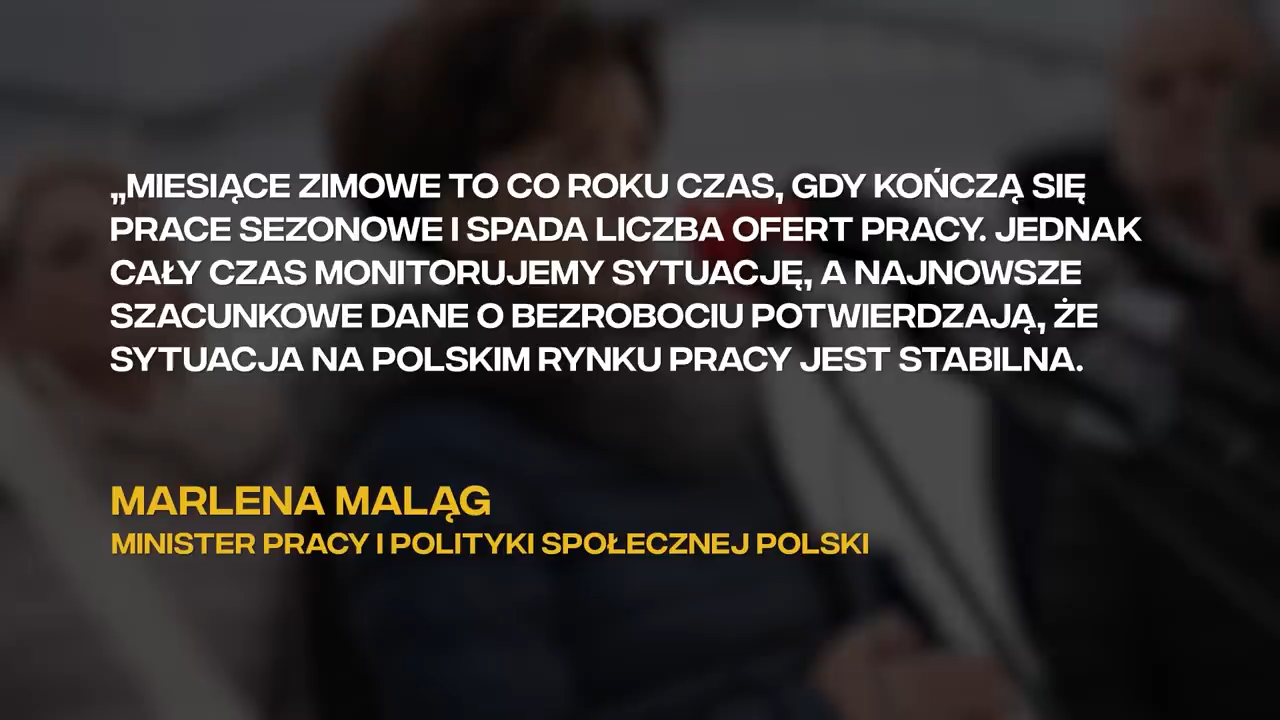 „MIESIĄCE ZIMOWE TO CO ROKU CZAS, GDY KOŃCZĄ SIĘ
PRACE SEZONOWE I SPADA LICZBA OFERT PRACY. JEDNAK
CAŁY CZAS MONITORUJEMY SYTUACJĘ, A NAJNOWSZE
SZACUNKOWE DANE O BEZROBOCIU POTWIERDZAJĄ, ŻE
SYTUACJA NA POLSKIM RYNKU PRACY JEST STABILNA.
MARLENA MALĄG
MINISTER PRACY I POLITYKI SPOŁECZNEJ POLSKI